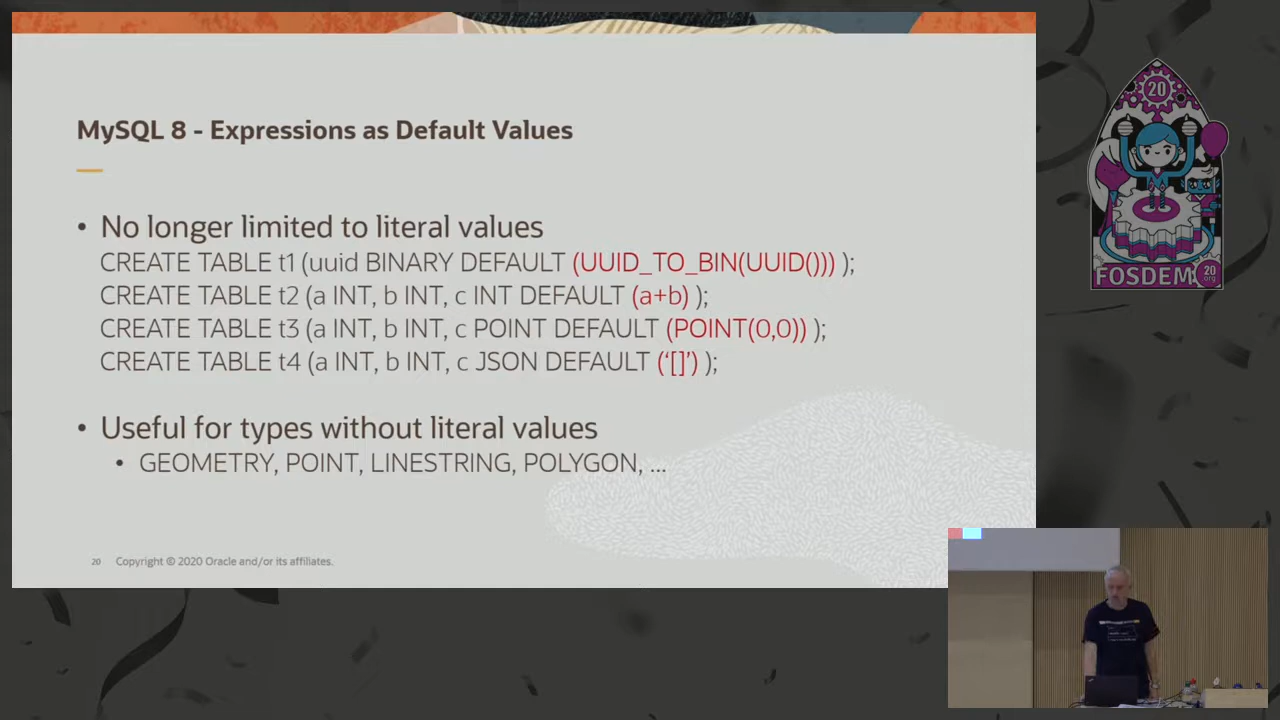 MySQL 8 - Expressions as Default Values
• No longer limited to literal values
CREATE TABLE t1 (uuid BINARY DEFAULT (UUID_TO_BIN(UUID())) );
CREATE TABLE t2 (a INT, b INT, c INT DEFAULT (a+b) );
CREATE TABLE t3 (a INT, b INT, c POINT DEFAULT (POINT(0,0)) );
CREATE TABLE t4 (a INT, b INT, c JSON DEFAULT (‘[]’) );
• Useful for types without literal values
• GEOMETRY, POINT, LINESTRING, POLYGON, ...
20 Copyright © 2020 Oracle and/or its affiliates.
20
FOSDEM
20
.org